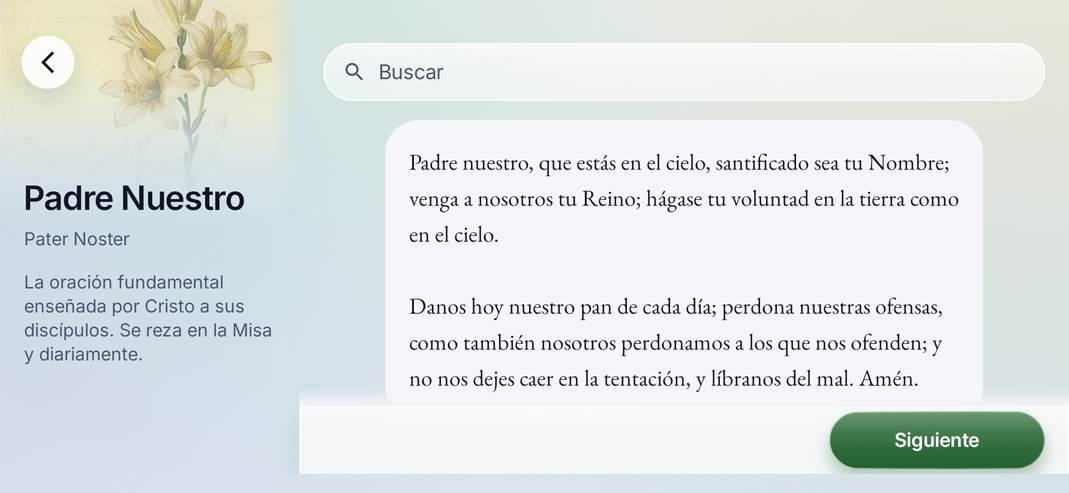 Padre Nuestro
Pater Noster
La oración fundamental
enseñada por Cristo a sus
discípulos. Se reza en la Misa
y diariamente.
Buscar
Padre nuestro, que estás en el cielo, santificado sea tu Nombre;
venga a nosotros tu Reino; hágase tu voluntad en la tierra como
en el cielo.
Danos hoy nuestro pan de cada día; perdona nuestras ofensas,
como también nosotros perdonamos a los que nos ofenden; y
no nos dejes caer en la tentación, y líbranos del mal. Amén.
Siguiente